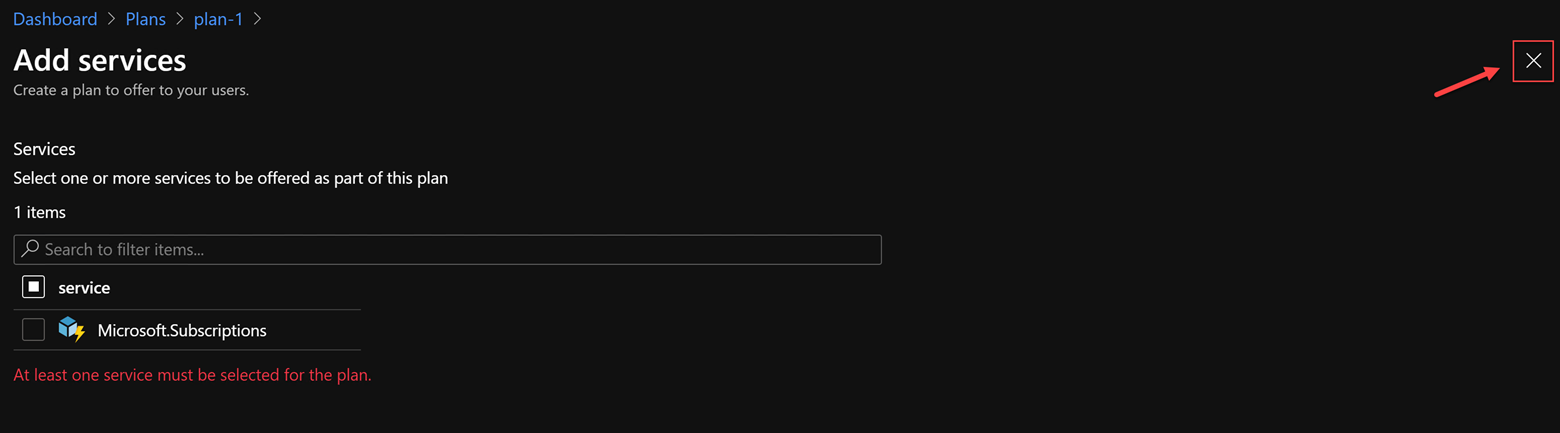 Dashboard > Plans > plan-1 >
Add services
Create a plan to offer to your users.
Services
Select one or more services to be offered as part of this plan
1 items
Search to filter items...
service
Microsoft.Subscriptions
At least one service must be selected for the plan.